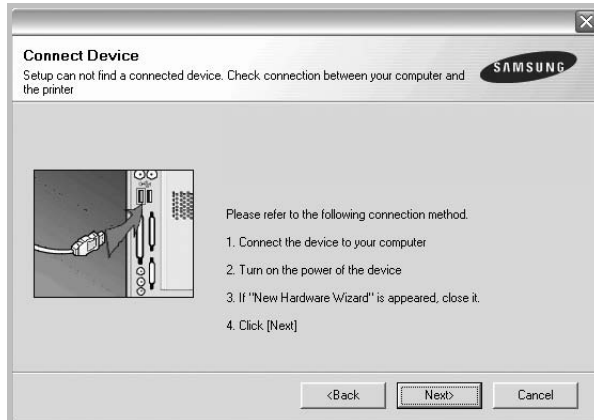 Connect Device
Setup can not find a connected device. Check connection between your computer and
the printer
SAMSUNG
Please refer to the following connection method.
1. Connect the device to your computer
2. Turn on the power of the device
3. If "New Hardware Wizard" is appeared, close it.
4. Click [Next]
<Back
Next>
Cancel